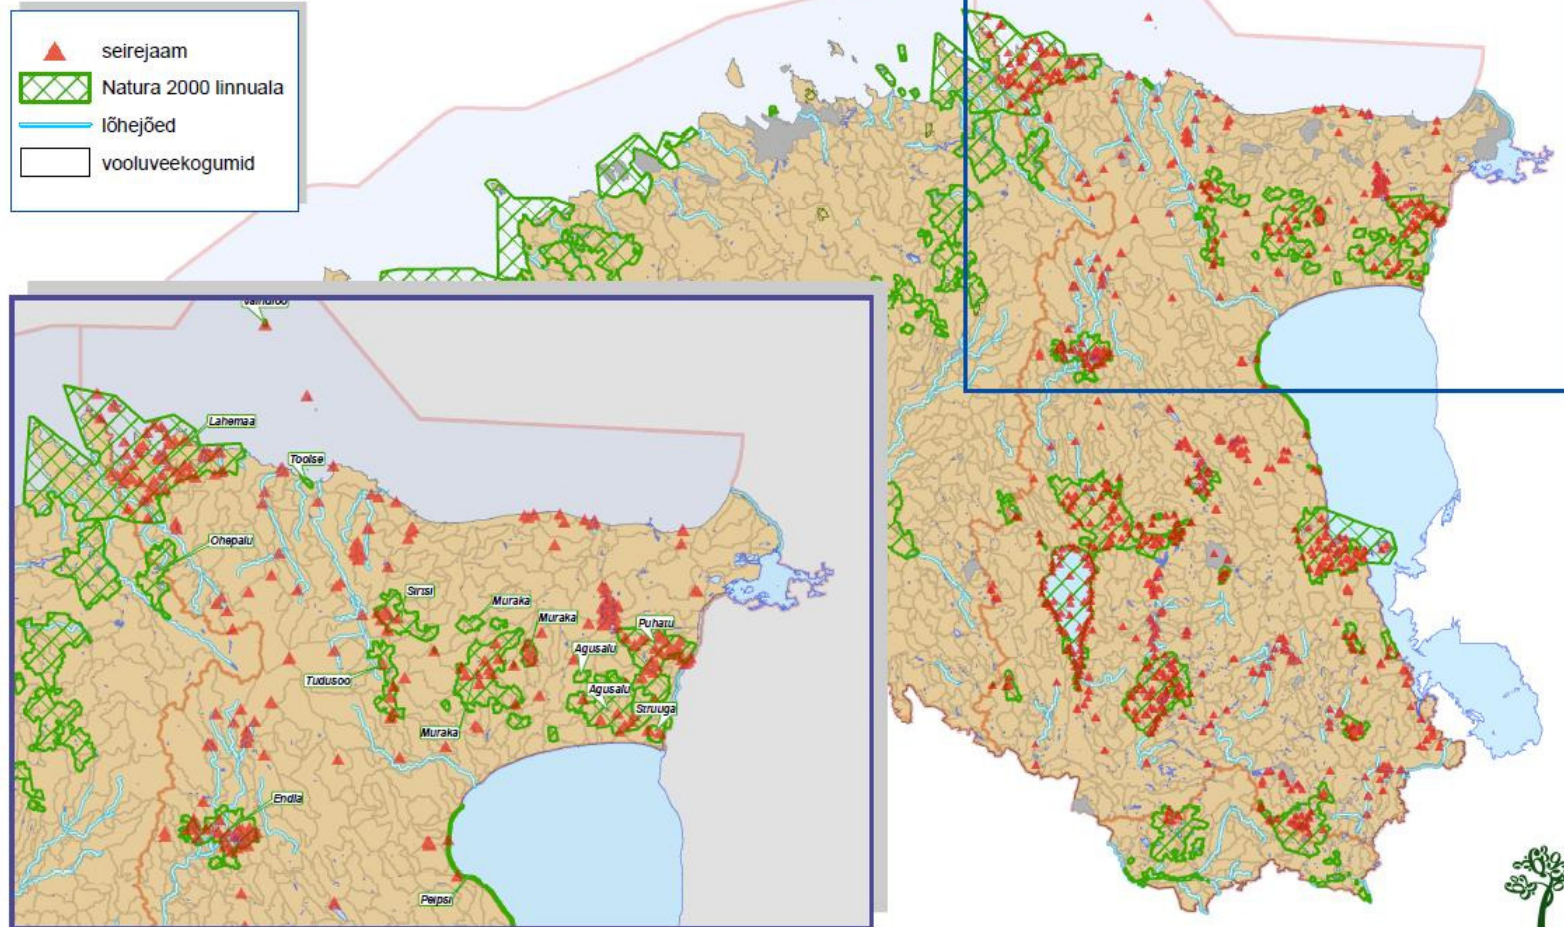 seirejaam
Natura 2000 linnuala
lõhejõed
vooluveekogumid
Vaindloo
Lahemaa
Toolse
Ohepalu
Sirtsi
Muraka
Muraka
Puhatu
Agusalu
Tudusoo
Agusalu
Struuga
Muraka
Endla
Peipsi